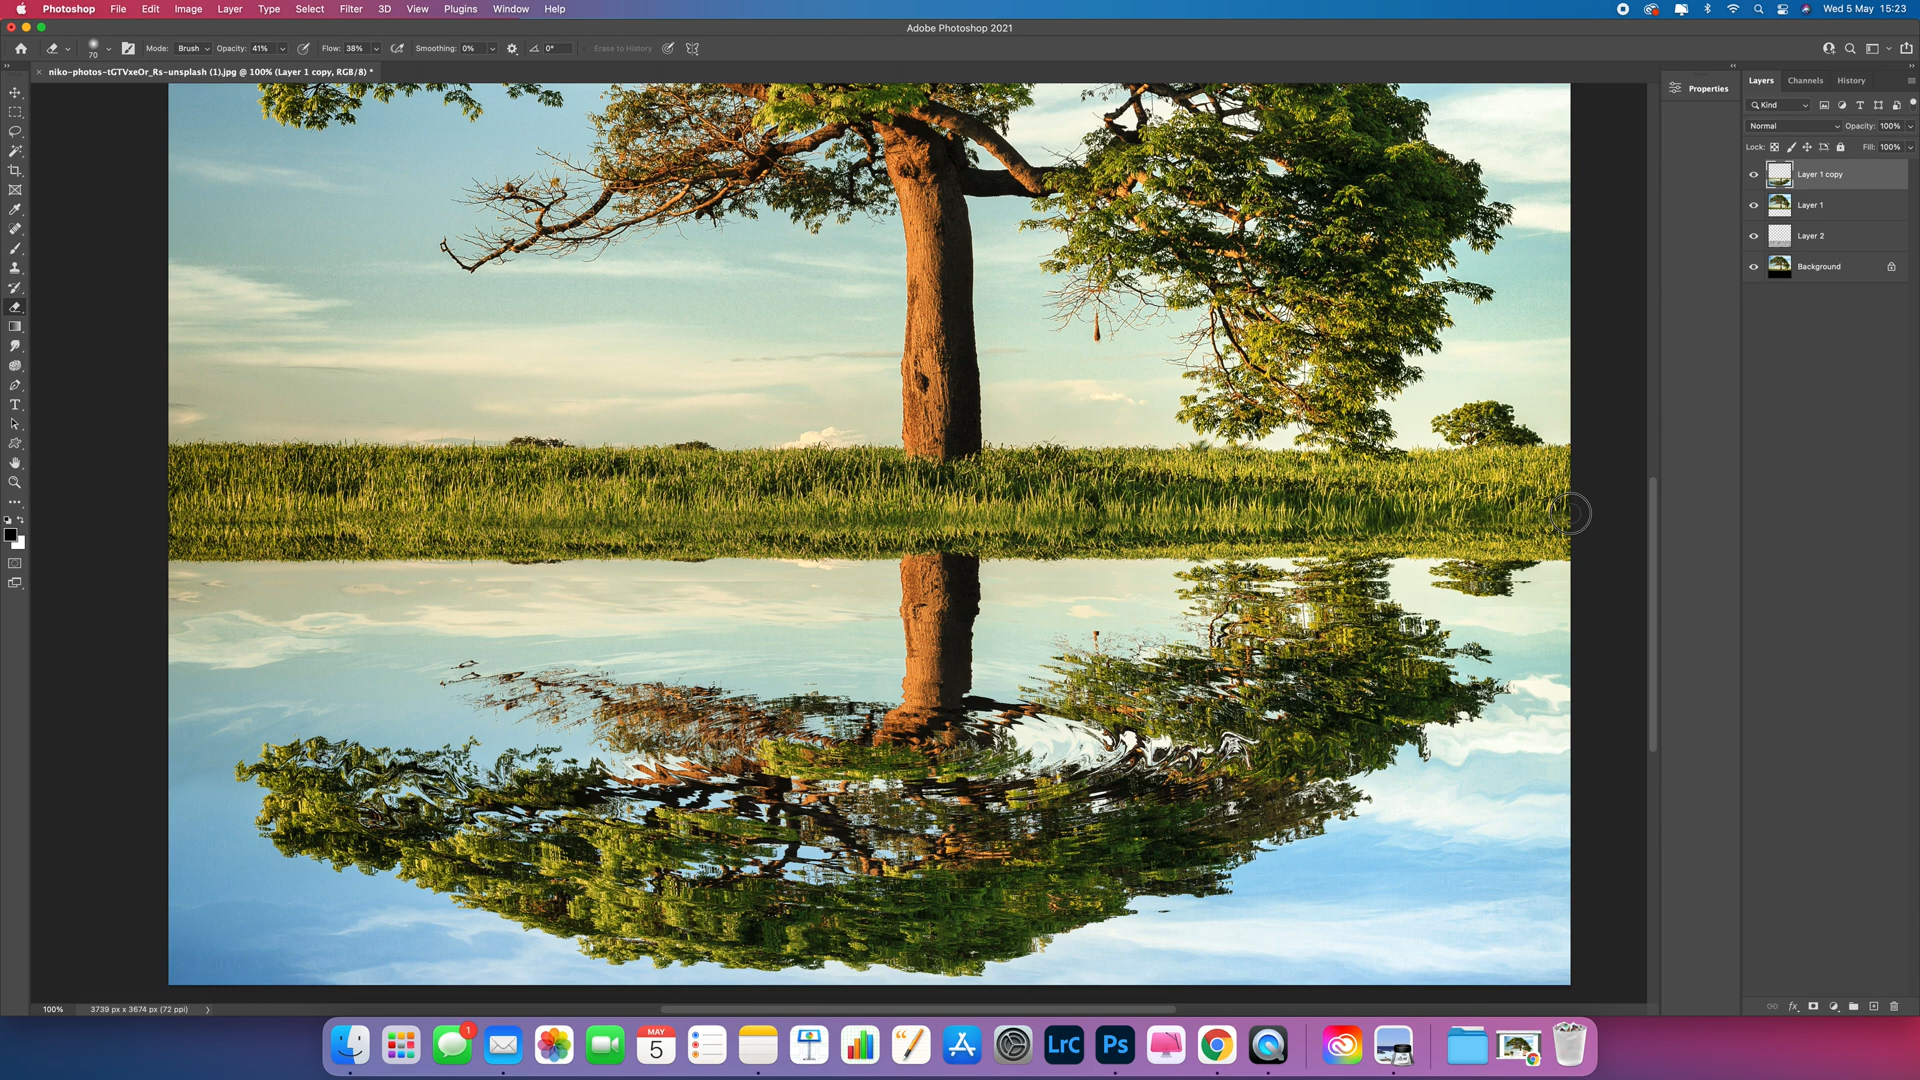 Photoshop File Edit Image Layer Type Select Filter 3D View Plugins Window Help Wed 5 May 15:23
Adobe Photoshop 2021
70 Mode: Brush Opacity: 41% Flow: 38% Smoothing: 0% 0° Erase to History
niko-photos-tGTVxeOr_Rs-unsplash (1).jpg @ 100% (Layer 1 copy, RGB/8) *
Properties
Layers Channels History
Kind
Normal Opacity: 100%
Lock: Fill: 100%
Layer 1 copy
Layer 1
Layer 2
Background
100% 3739 px x 3674 px (72 ppi)
1
MAY
5
LrC
Ps